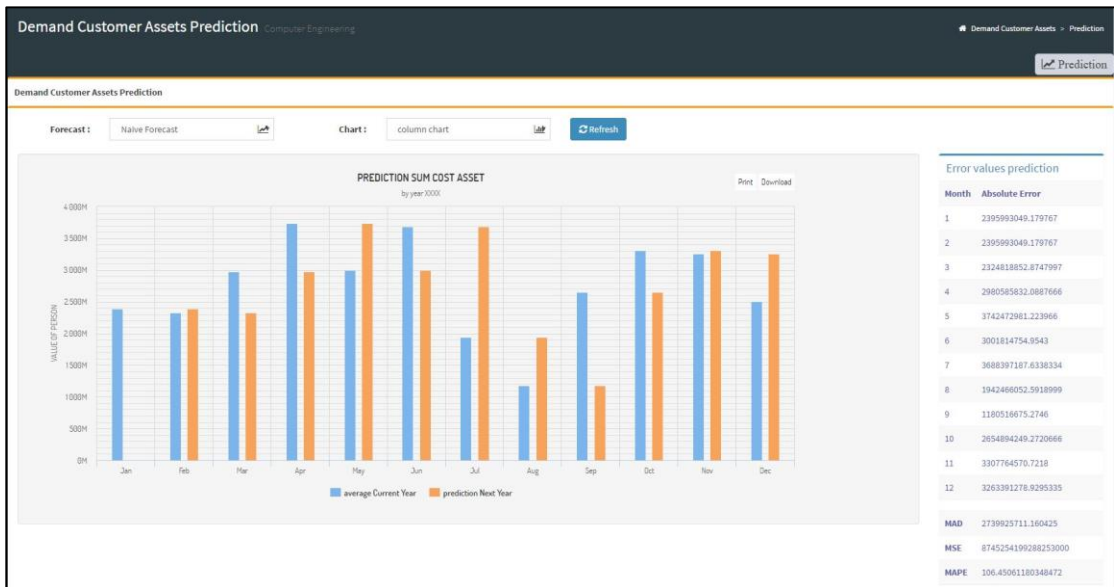 Demand Customer Assets Prediction Computer Engineering
Demand Customer Assets > Prediction
Prediction
Demand Customer Assets Prediction
Forecast : Naive Forecast Chart : column chart Refresh
PREDICTION SUM COST ASSET
by year XXXX
Print Download
VALUE OF PERSON
4 000M
3 500M
3 000M
2 500M
2 000M
1 500M
1 000M
500M
0M
Jan Feb Mar Apr May Jun Jul Aug Sep Oct Nov Dec
average Current Year prediction Next Year
Error values prediction
Month Absolute Error
1 2395993049.179767
2 2395993049.179767
3 2324818852.8747997
4 2980585832.0887666
5 3742472981.223966
6 3001814754.9543
7 3688397187.6338334
8 1942466052.5918999
9 1180516675.2746
10 2654894249.2720666
11 3307764570.7218
12 3263391278.9295335
MAD 2739925711.160425
MSE 8745254199288253000
MAPE 106.45061180348472